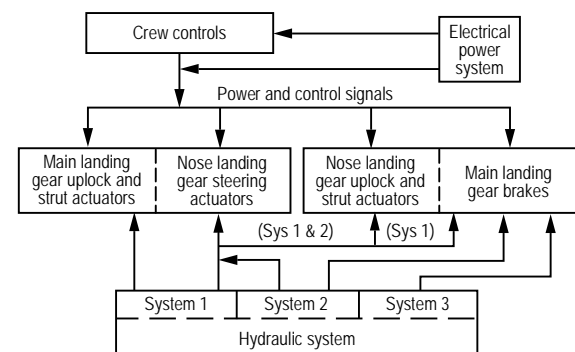 Crew controls
Electrical
power
system
Power and control signals
Main landing
gear uplock and
strut actuators
Nose landing
gear steering
actuators
Nose landing
gear uplock and
strut actuators
Main landing
gear brakes
(Sys 1 & 2)
(Sys 1)
System 1
System 2
System 3
Hydraulic system